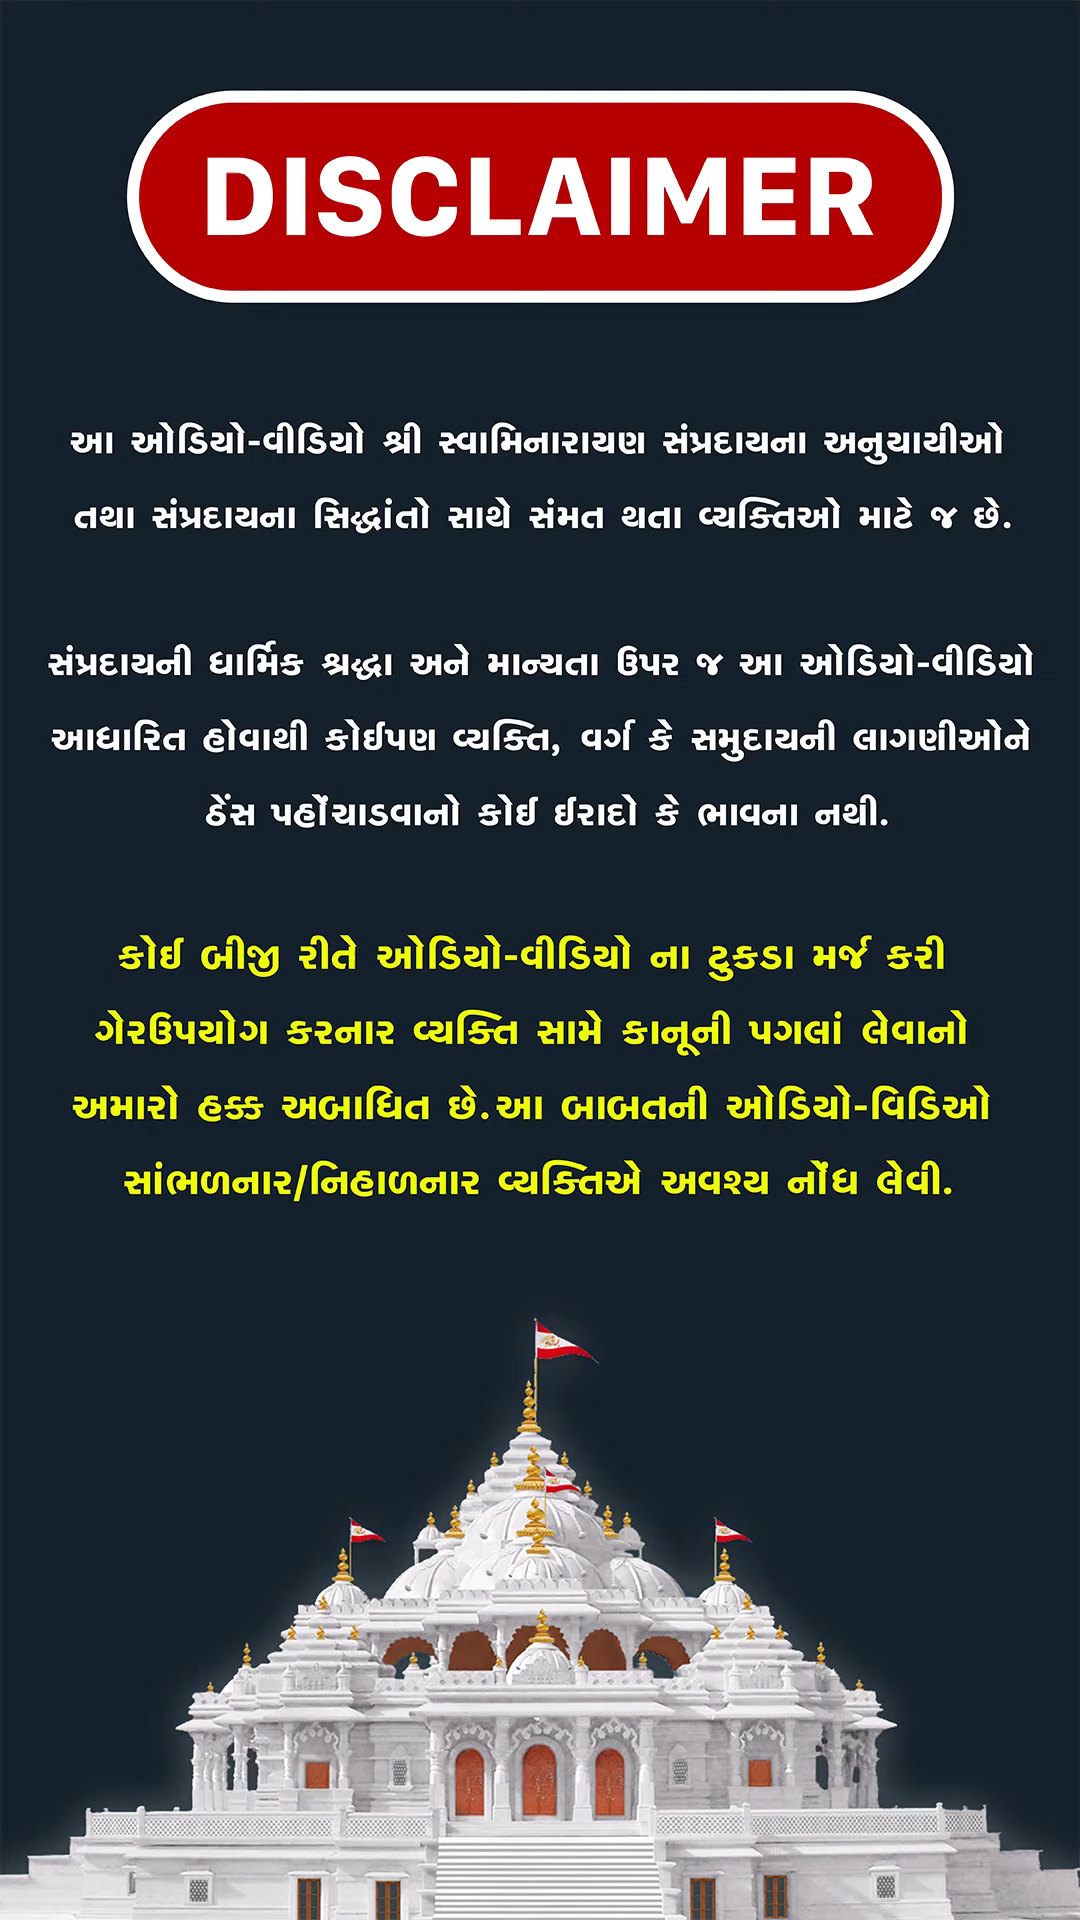 DISCLAIMER
આ ઓડિયો-વીડિયો શ્રી સ્વામિનારાયણ સંપ્રદાયના અનુયાયીઓ
તથા સંપ્રદાયના સિદ્ધાંતો સાથે સંમત થતા વ્યક્તિઓ માટે જ છે.
સંપ્રદાયની ધાર્મિક શ્રદ્ધા અને માન્યતા ઉપર જ આ ઓડિયો-વીડિયો
આધારિત હોવાથી કોઈપણ વ્યક્તિ, વર્ગ કે સમુદાયની લાગણીઓને
ઠેંસ પહોંચાડવાનો કોઈ ઈરાદો કે ભાવના નથી.
કોઈ બીજી રીતે ઓડિયો-વીડિયો ના ટુકડા મર્જ કરી
ગેરઉપયોગ કરનાર વ્યક્તિ સામે કાનૂની પગલાં લેવાનો
અમારો હક્ક અબાધિત છે.આ બાબતની ઓડિયો-વિડિઓ
સાંભળનાર/નિહાળનાર વ્યક્તિએ અવશ્ય નોંધ લેવી.